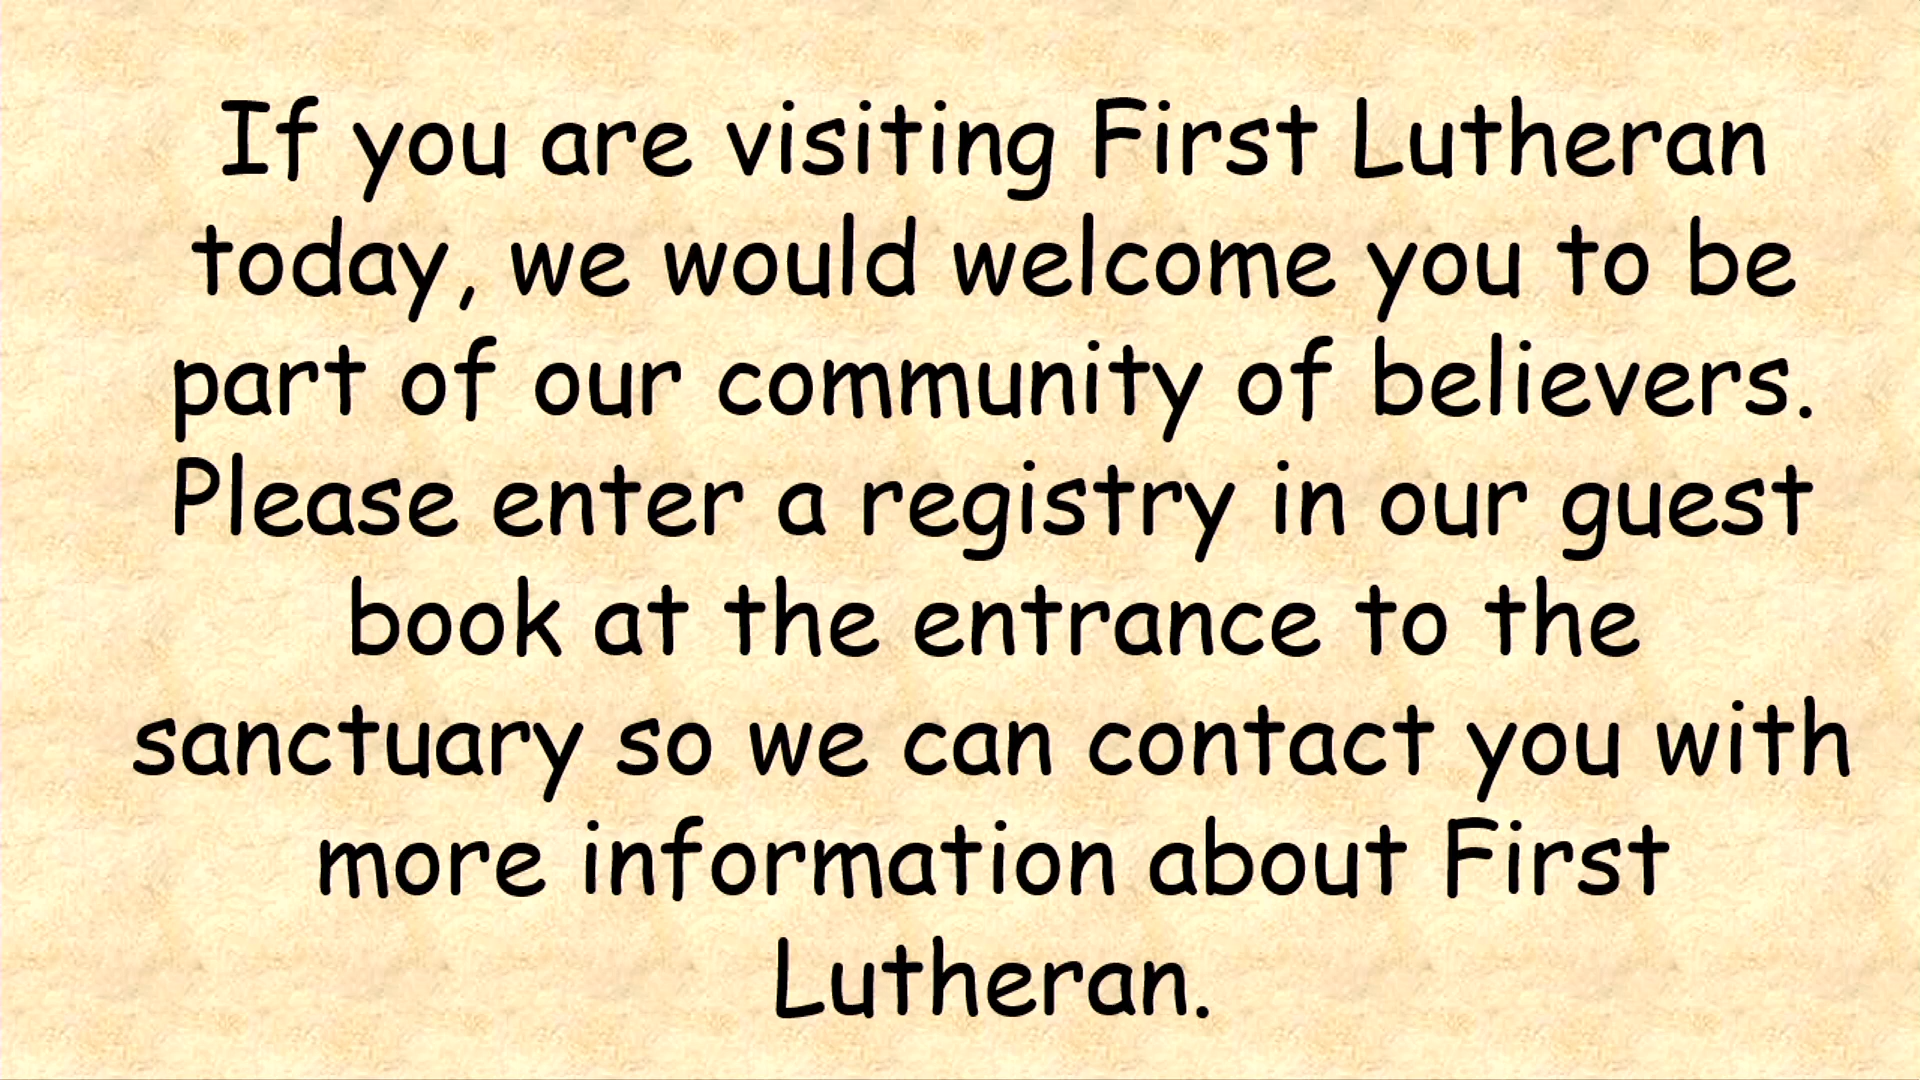 If you are visiting First Lutheran
today, we would welcome you to be
part of our community of believers.
Please enter a registry in our guest
book at the entrance to the
sanctuary so we can contact you with
more information about First
Lutheran.